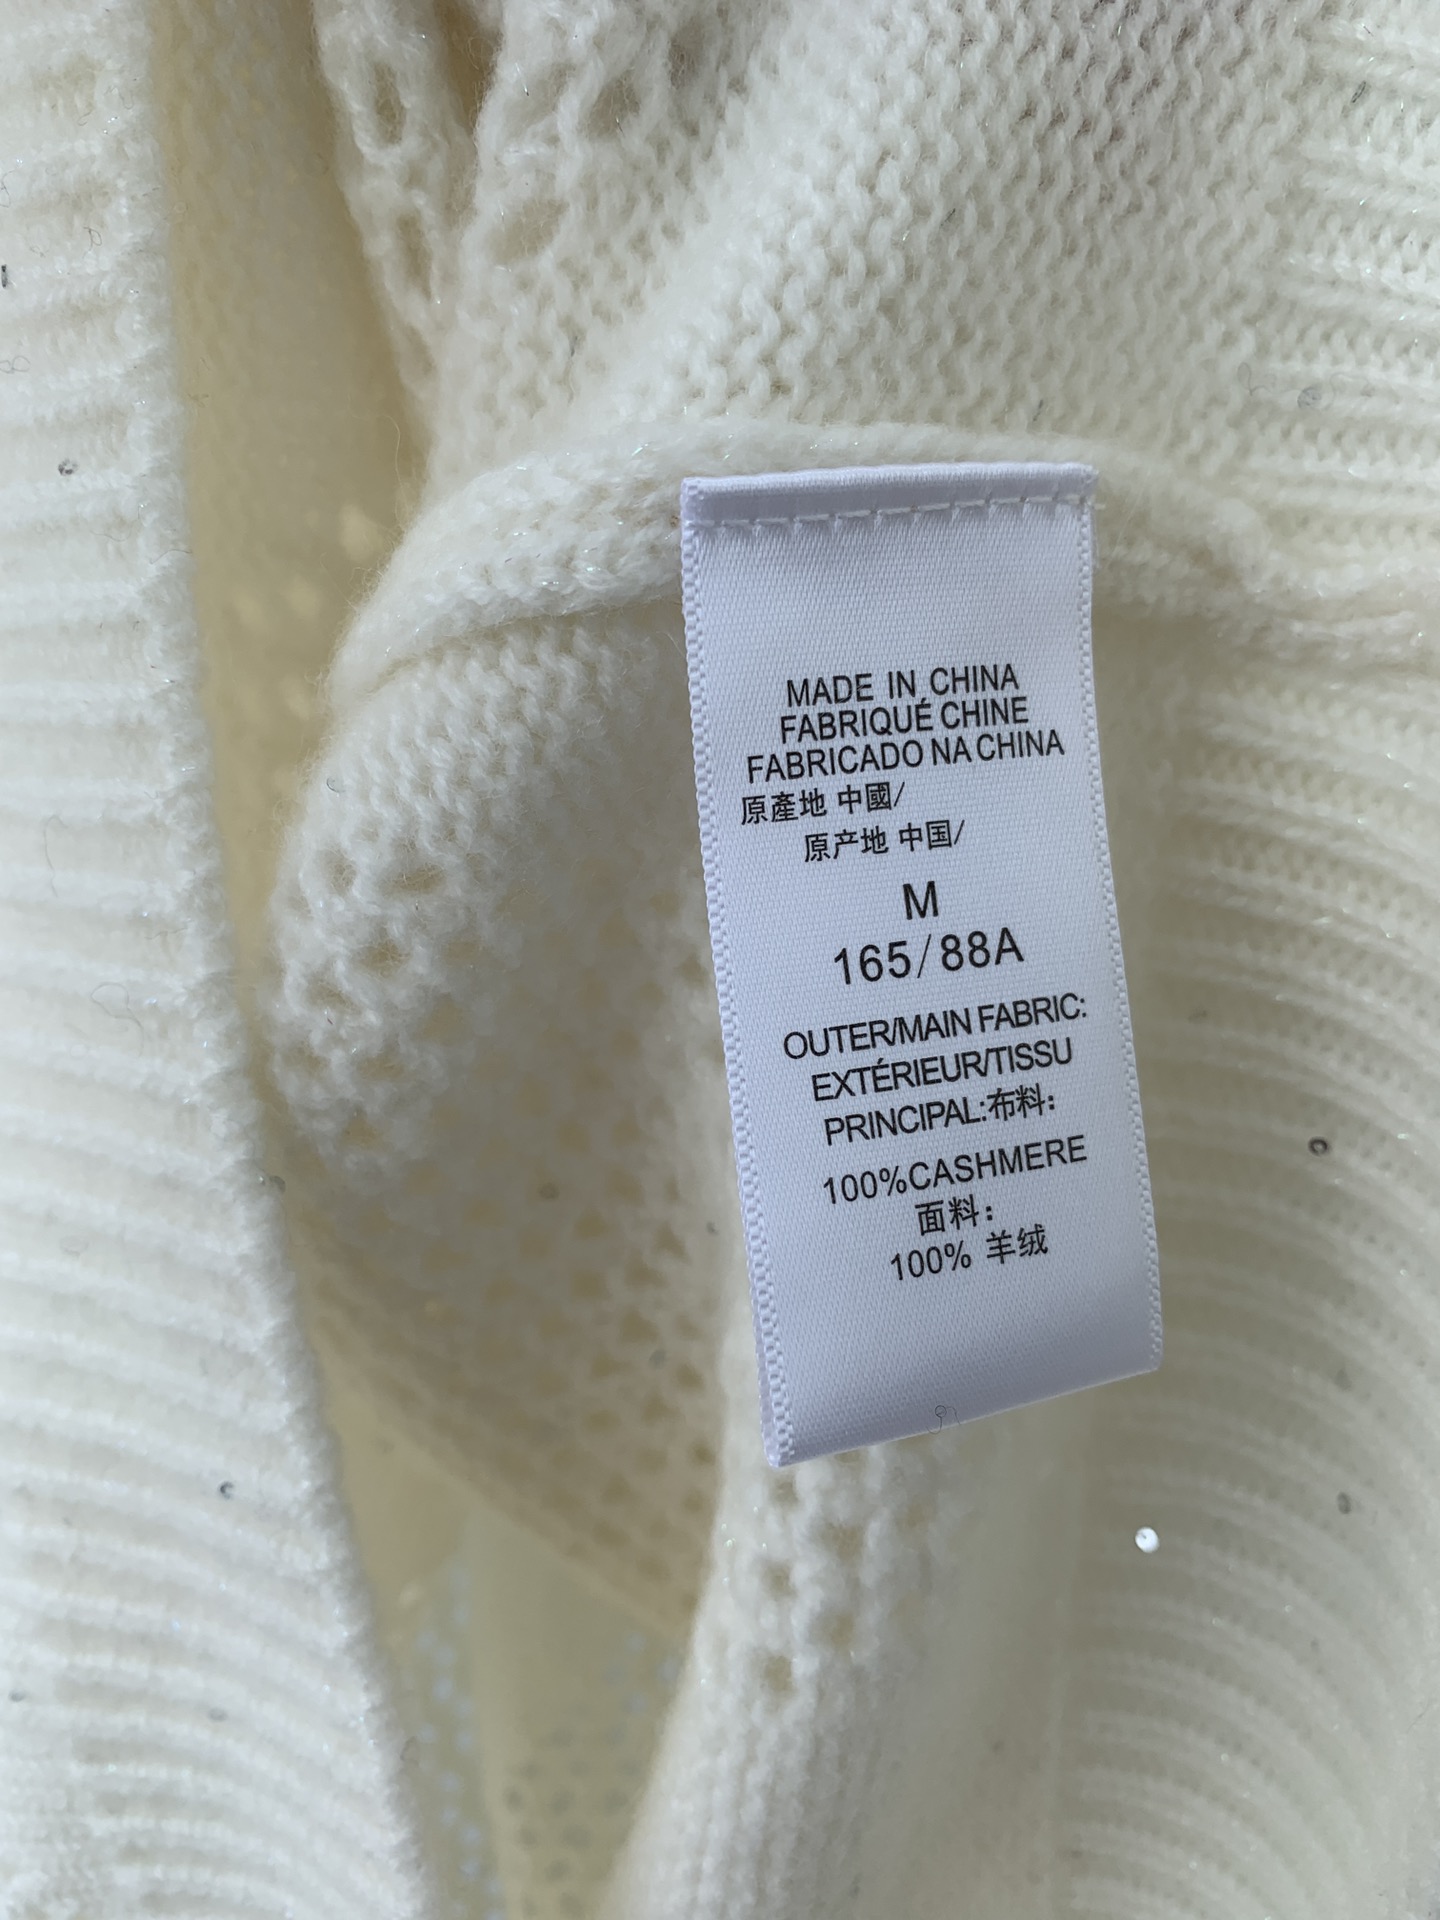 MADE IN CHINA
FABRIQUÉ CHINE
FABRICADO NA CHINA
原產地 中國/
原产地 中国/
M
165/88A
OUTER/MAIN FABRIC:
EXTÉRIEUR/TISSU
PRINCIPAL:布料:
100%CASHMERE
面料:
100% 羊绒